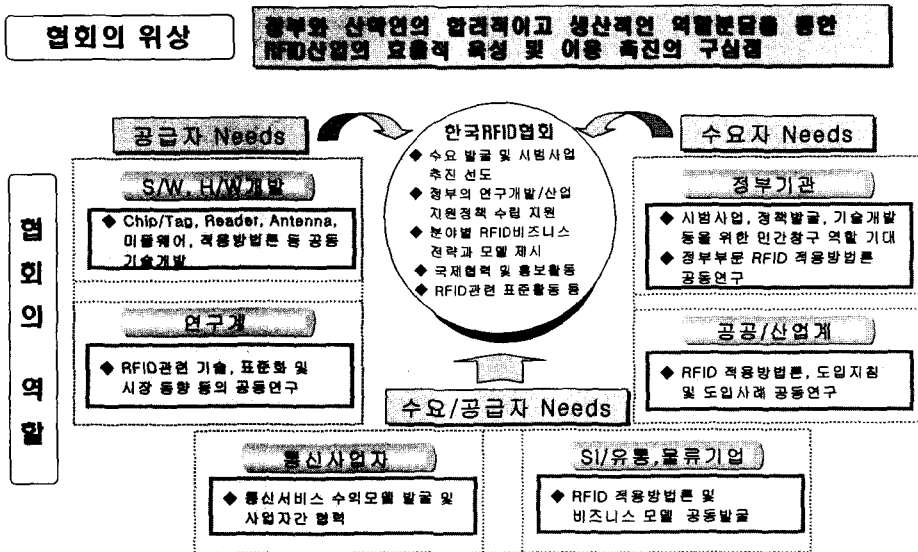 협회의 위상
정부와 산학연의 합리적이고 생산적인 역할분담을 통한
RFID산업의 효율적 육성 및 이용 촉진의 구심점
공급자 Needs
한국RFID협회
◆ 수요 발굴 및 시범사업
추진 선도
◆ 정부의 연구개발/산업
지원정책 수립 지원
◆ 분야별 RFID비즈니스
전략과 모델 제시
◆ 국제협력 및 홍보활동
◆ RFID관련 표준활동 등
수요자 Needs
협회의 역할
S/W, H/W개발
◆ Chip/Tag, Reader, Antenna,
미들웨어, 적용방법론 등 공동
기술개발
정부기관
◆ 시범사업, 정책발굴, 기술개발
등을 위한 민간창구 역할 기대
◆ 정부부문 RFID 적용방법론
공동연구
연구계
◆ RFID관련 기술, 표준화 및
시장 동향 등의 공동연구
공공/산업계
◆ RFID 적용방법론, 도입지침
및 도입사례 공동연구
수요/공급자 Needs
통신사업자
◆ 통신서비스 수익모델 발굴 및
사업자간 협력
SI/유통,물류기업
◆ RFID 적용방법론 및
비즈니스 모델 공동발굴